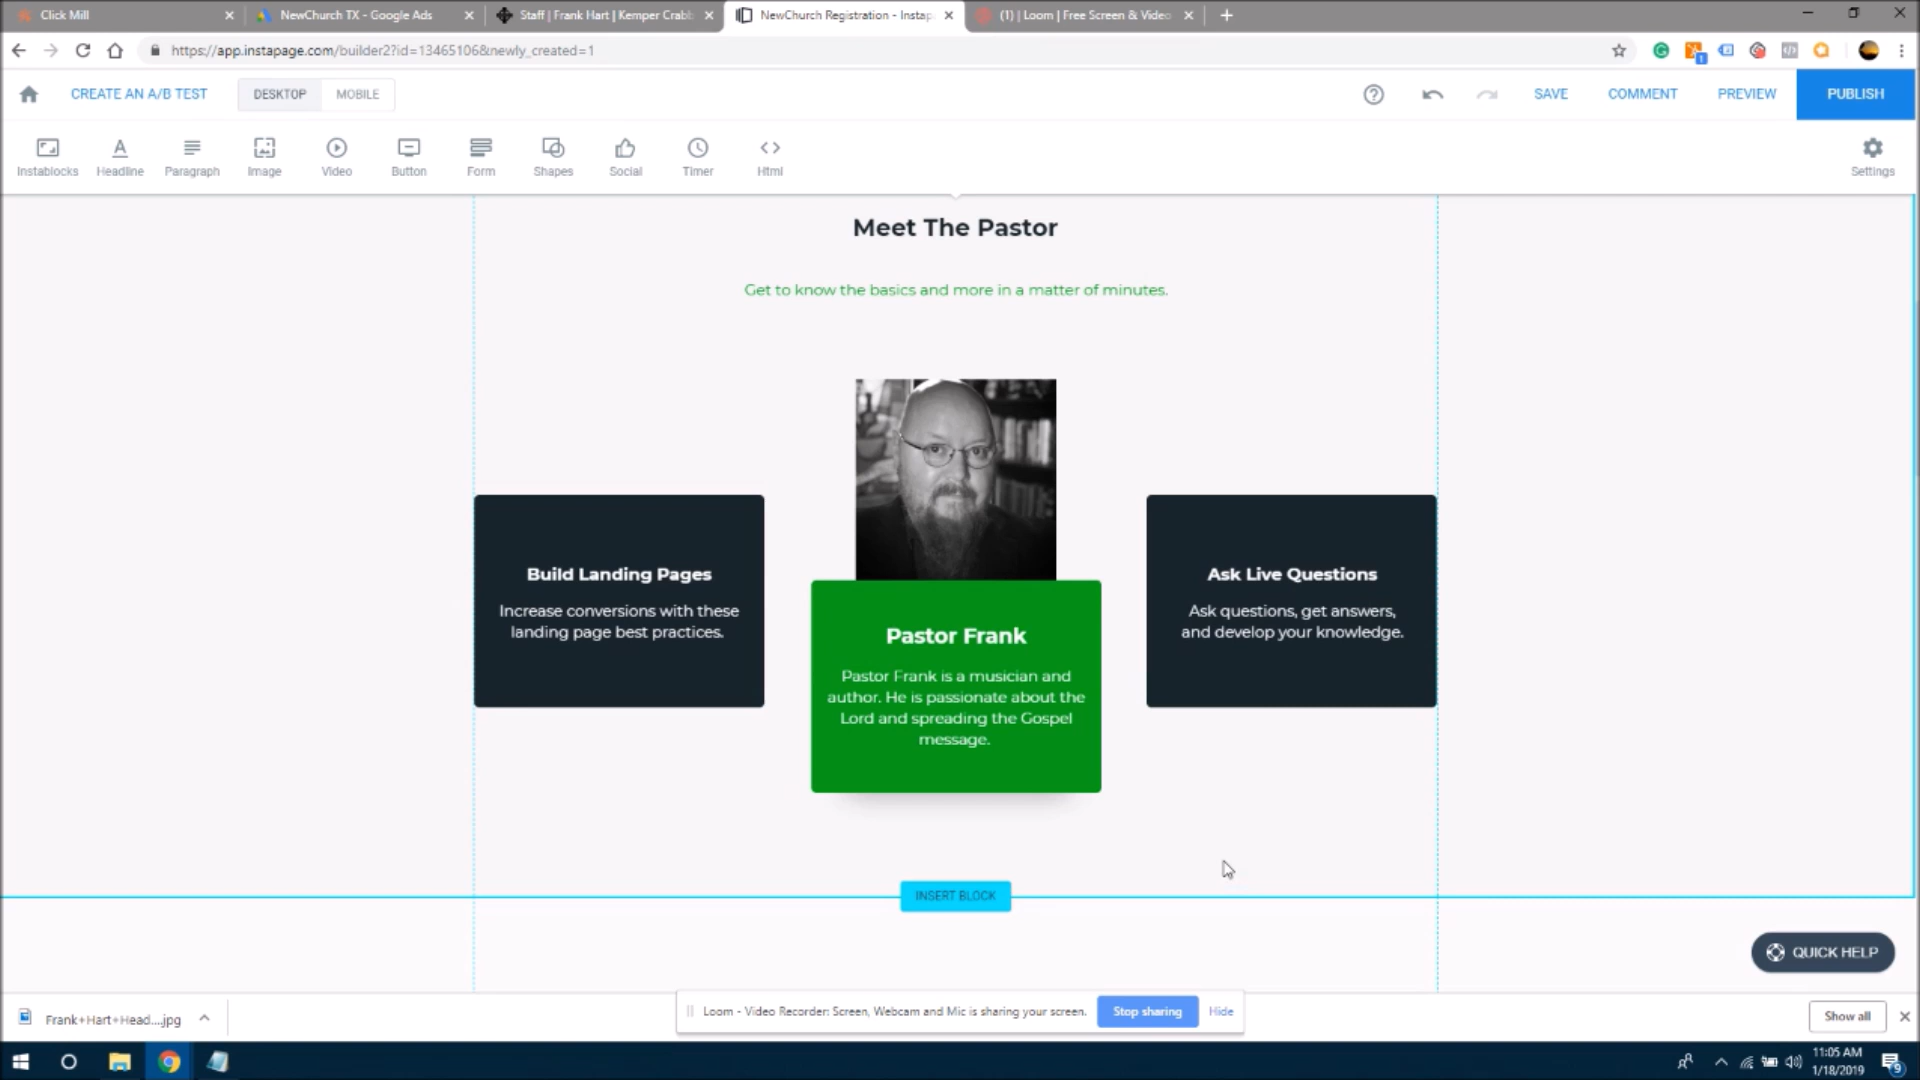 Click Mill
NewChurch TX - Google Ads
Staff | Frank Hart | Kemper Crabb
NewChurch Registration - Instap
(1) | Loom | Free Screen & Video
https://app.instapage.com/builder2?id=13465106&newly_created=1
CREATE AN A/B TEST
DESKTOP
MOBILE
SAVE
COMMENT
PREVIEW
PUBLISH
Instablocks
Headline
Paragraph
Image
Video
Button
Form
Shapes
Social
Timer
Html
Settings
Meet The Pastor
Get to know the basics and more in a matter of minutes.
Build Landing Pages
Increase conversions with these
landing page best practices.
Pastor Frank
Pastor Frank is a musician and
author. He is passionate about the
Lord and spreading the Gospel
message.
Ask Live Questions
Ask questions, get answers,
and develop your knowledge.
INSERT BLOCK
QUICK HELP
Frank+Hart+Head....jpg
Loom - Video Recorder: Screen, Webcam and Mic is sharing your screen.
Stop sharing
Hide
Show all
11:05 AM
1/18/2019